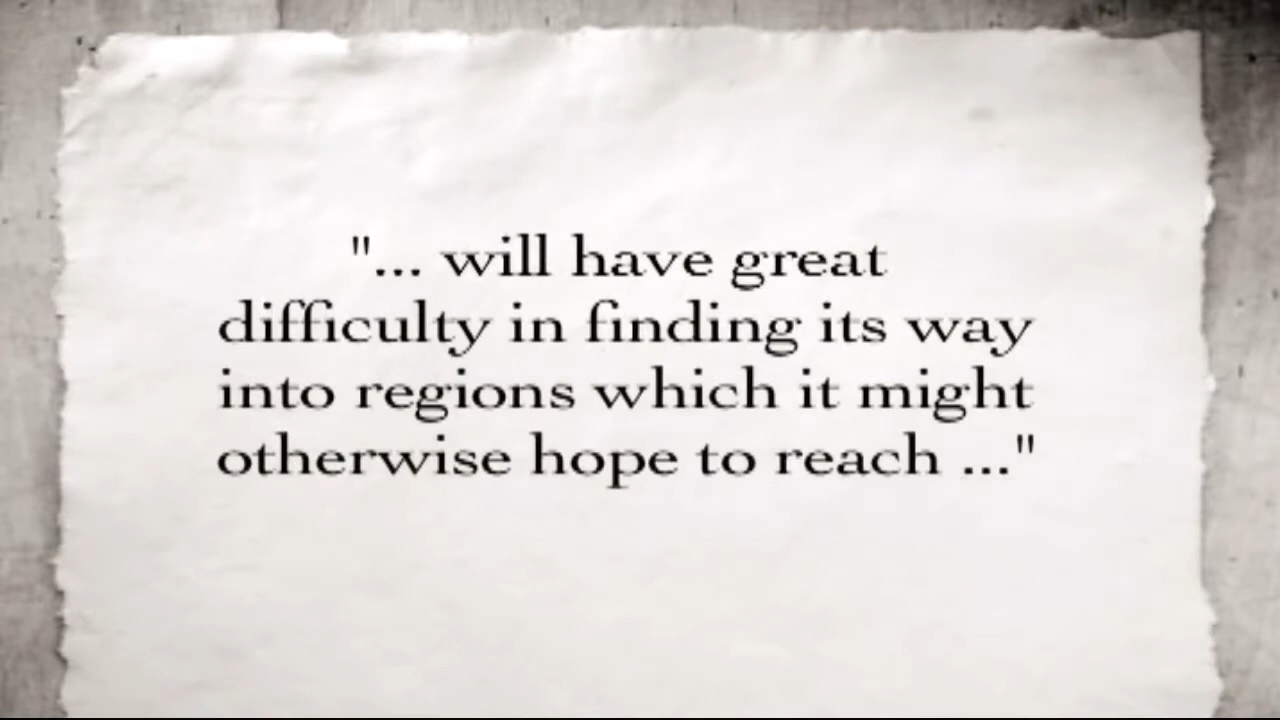 "... will have great
difficulty in finding its way
into regions which it might
otherwise hope to reach ..."